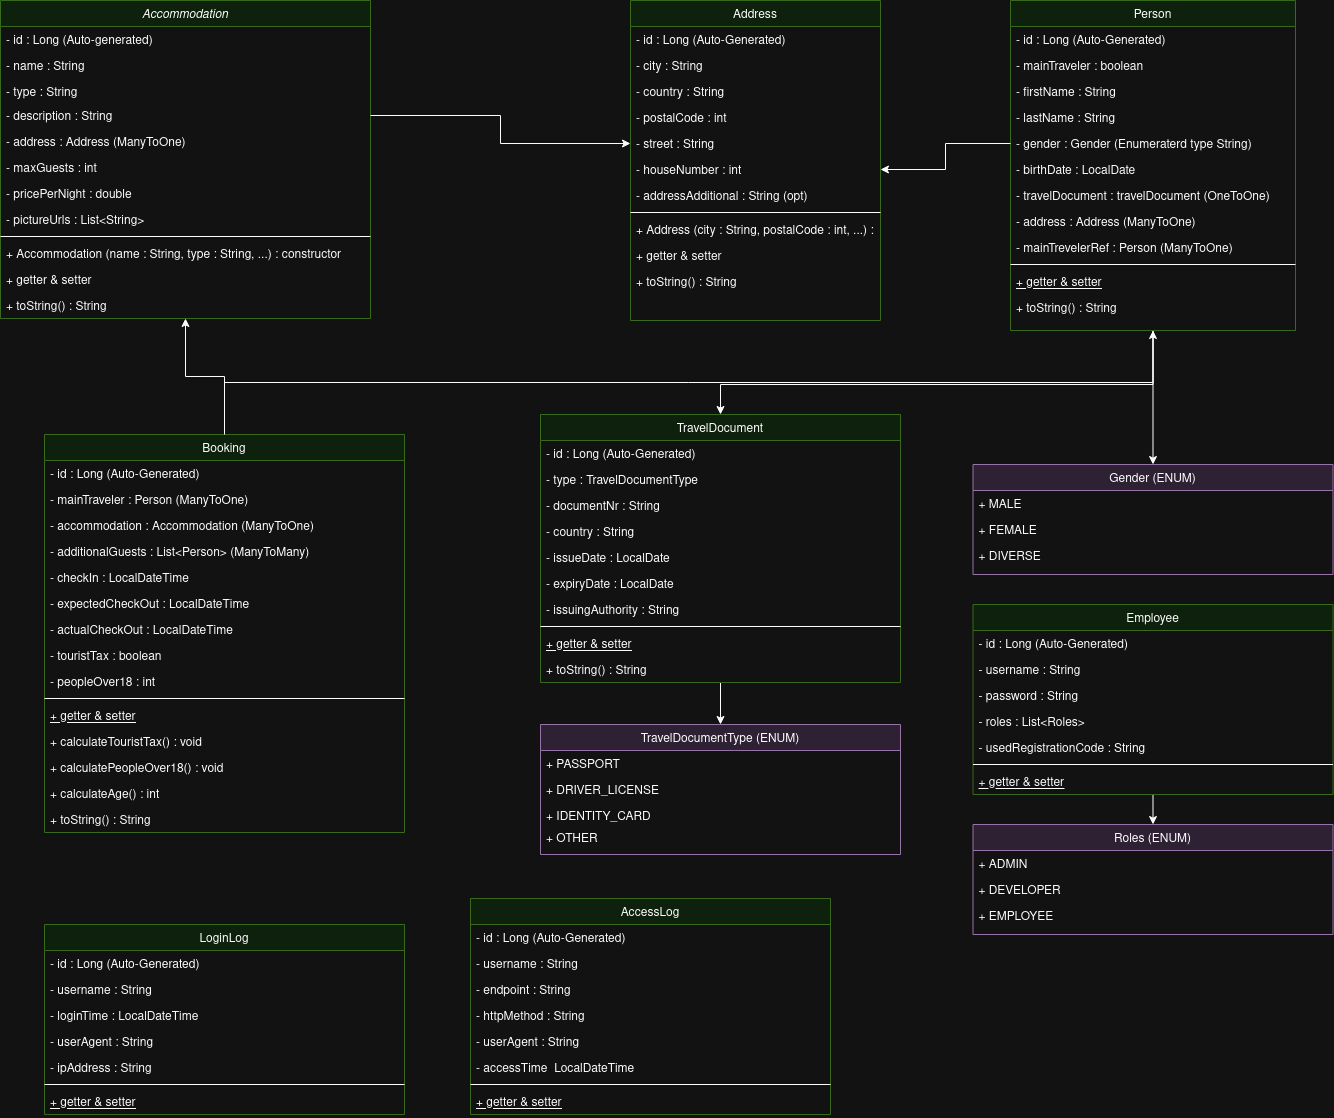 Accommodation
- id : Long (Auto-generated)
- name : String
- type : String
- description : String
- address : Address (ManyToOne)
- maxGuests : int
- pricePerNight : double
- pictureUrls : List<String>
+ Accommodation (name : String, type : String, ...) : constructor
+ getter & setter
+ toString() : String
Address
- id : Long (Auto-Generated)
- city : String
- country : String
- postalCode : int
- street : String
- houseNumber : int
- addressAdditional : String (opt)
+ Address (city : String, postalCode : int, ...) :
+ getter & setter
+ toString() : String
Person
- id : Long (Auto-Generated)
- mainTraveler : boolean
- firstName : String
- lastName : String
- gender : Gender (Enumeraterd type String)
- birthDate : LocalDate
- travelDocument : travelDocument (OneToOne)
- address : Address (ManyToOne)
- mainTrevelerRef : Person (ManyToOne)
+ getter & setter
+ toString() : String
Booking
- id : Long (Auto-Generated)
- mainTraveler : Person (ManyToOne)
- accommodation : Accommodation (ManyToOne)
- additionalGuests : List<Person> (ManyToMany)
- checkIn : LocalDateTime
- expectedCheckOut : LocalDateTime
- actualCheckOut : LocalDateTime
- touristTax : boolean
- peopleOver18 : int
+ getter & setter
+ calculateTouristTax() : void
+ calculatePeopleOver18() : void
+ calculateAge() : int
+ toString() : String
TravelDocument
- id : Long (Auto-Generated)
- type : TravelDocumentType
- documentNr : String
- country : String
- issueDate : LocalDate
- expiryDate : LocalDate
- issuingAuthority : String
+ getter & setter
+ toString() : String
Gender (ENUM)
+ MALE
+ FEMALE
+ DIVERSE
Employee
- id : Long (Auto-Generated)
- username : String
- password : String
- roles : List<Roles>
- usedRegistrationCode : String
+ getter & setter
TravelDocumentType (ENUM)
+ PASSPORT
+ DRIVER_LICENSE
+ IDENTITY_CARD
+ OTHER
Roles (ENUM)
+ ADMIN
+ DEVELOPER
+ EMPLOYEE
LoginLog
- id : Long (Auto-Generated)
- username : String
- loginTime : LocalDateTime
- userAgent : String
- ipAddress : String
+ getter & setter
AccessLog
- id : Long (Auto-Generated)
- username : String
- endpoint : String
- httpMethod : String
- userAgent : String
- accessTime  LocalDateTime
+ getter & setter